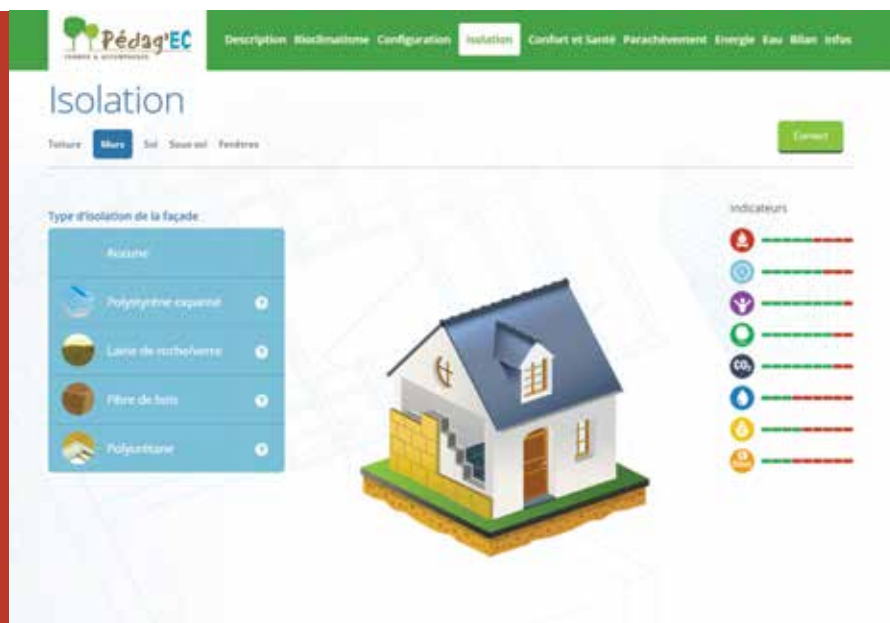 Pédag'EC
Description Bioclimatisme Configuration Isolation Confort et Santé Parachèvement Energie Eau Bilan Infos
Isolation
Toiture Murs Sol Sous-sol Fenêtres
Correct
Type d'isolation de la façade
Indicateurs
Aucune
Polystyrène expansé
Laine de roche/verre
Fibre de bois
Polyuréthane
CO₂